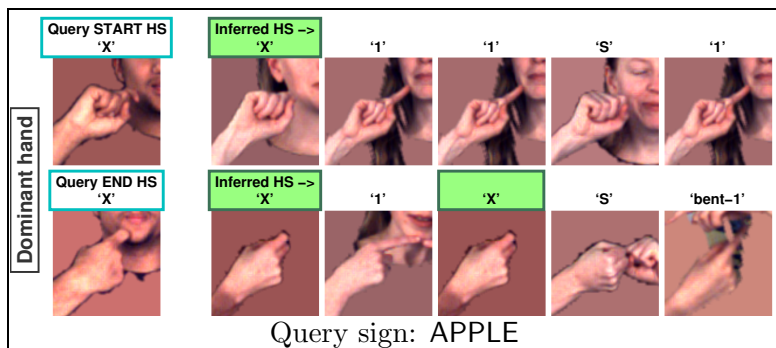 Query START HS
‘X’
Inferred HS –>
‘X’
‘1’
‘1’
‘S’
‘1’
Dominant hand
Query END HS
‘X’
Inferred HS –>
‘X’
‘1’
‘X’
‘S’
‘bent–1’
Query sign: APPLE